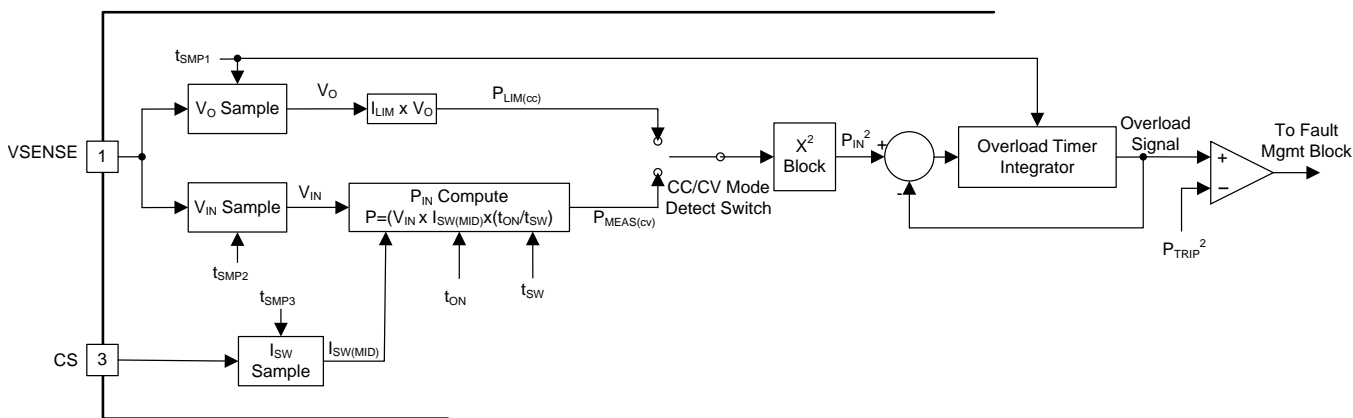 tSMP1
VO Sample
VO
ILIM x VO
PLIM(cc)
VSENSE
1
VIN Sample
VIN
tSMP2
PIN Compute
P=(VIN x ISW(MID)x(tON/tSW)
PMEAS(cv)
tON
tSW
CC/CV Mode
Detect Switch
X2
Block
PIN2
+
-
Overload Timer
Integrator
Overload
Signal
+
−
PTRIP2
To Fault
Mgmt Block
tSMP3
CS
3
ISW
Sample
ISW(MID)